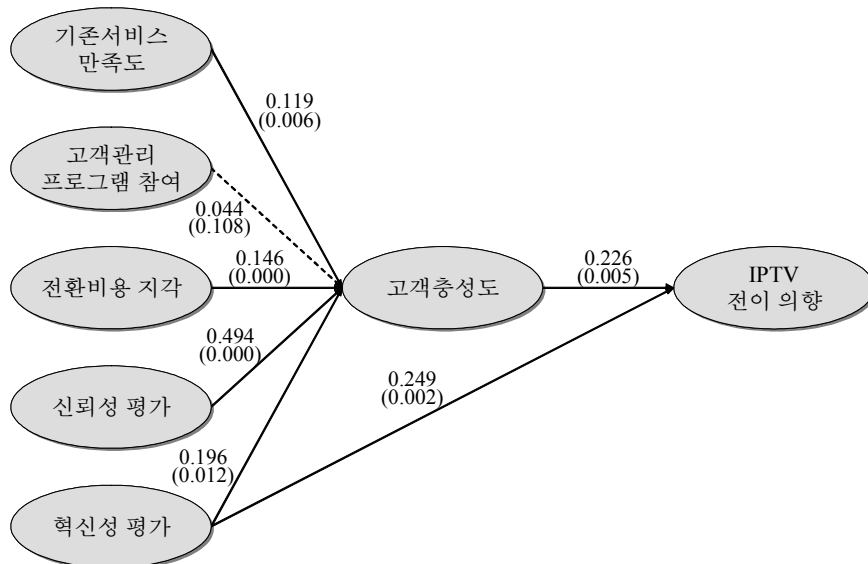 기존서비스
만족도
0.119
(0.006)
고객관리
프로그램 참여
0.044
(0.108)
전환비용 지각
0.146
(0.000)
고객충성도
0.226
(0.005)
IPTV
전이 의향
0.494
(0.000)
신뢰성 평가
0.249
(0.002)
0.196
(0.012)
혁신성 평가